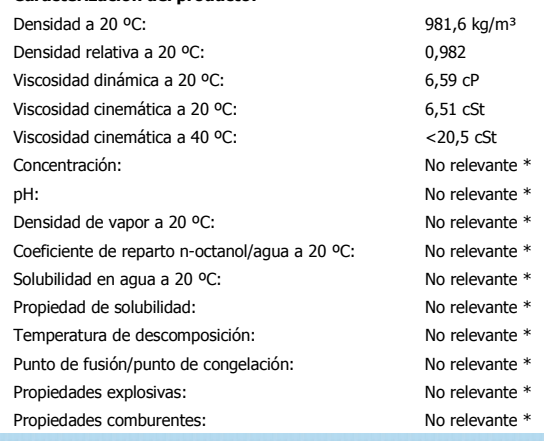 Caracterización del producto:
Densidad a 20 ºC: 981,6 kg/m³
Densidad relativa a 20 ºC: 0,982
Viscosidad dinámica a 20 ºC: 6,59 cP
Viscosidad cinemática a 20 ºC: 6,51 cSt
Viscosidad cinemática a 40 ºC: <20,5 cSt
Concentración: No relevante *
pH: No relevante *
Densidad de vapor a 20 ºC: No relevante *
Coeficiente de reparto n-octanol/agua a 20 ºC: No relevante *
Solubilidad en agua a 20 ºC: No relevante *
Propiedad de solubilidad: No relevante *
Temperatura de descomposición: No relevante *
Punto de fusión/punto de congelación: No relevante *
Propiedades explosivas: No relevante *
Propiedades comburentes: No relevante *